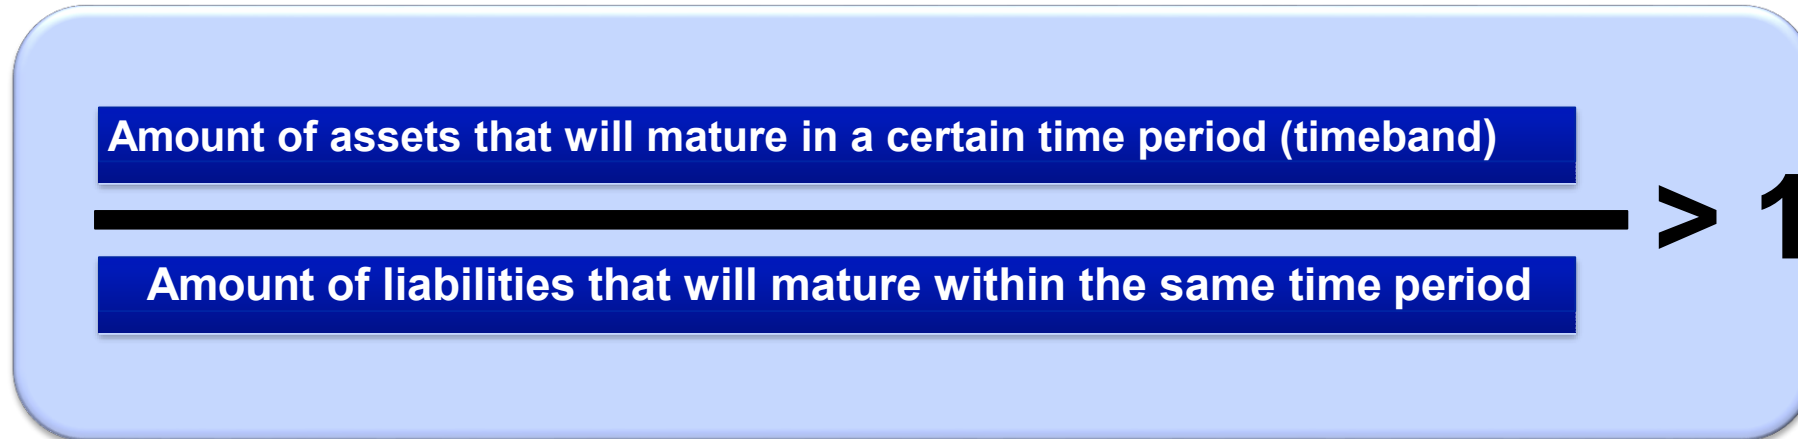 Amount of assets that will mature in a certain time period (timeband)
> 1
Amount of liabilities that will mature within the same time period